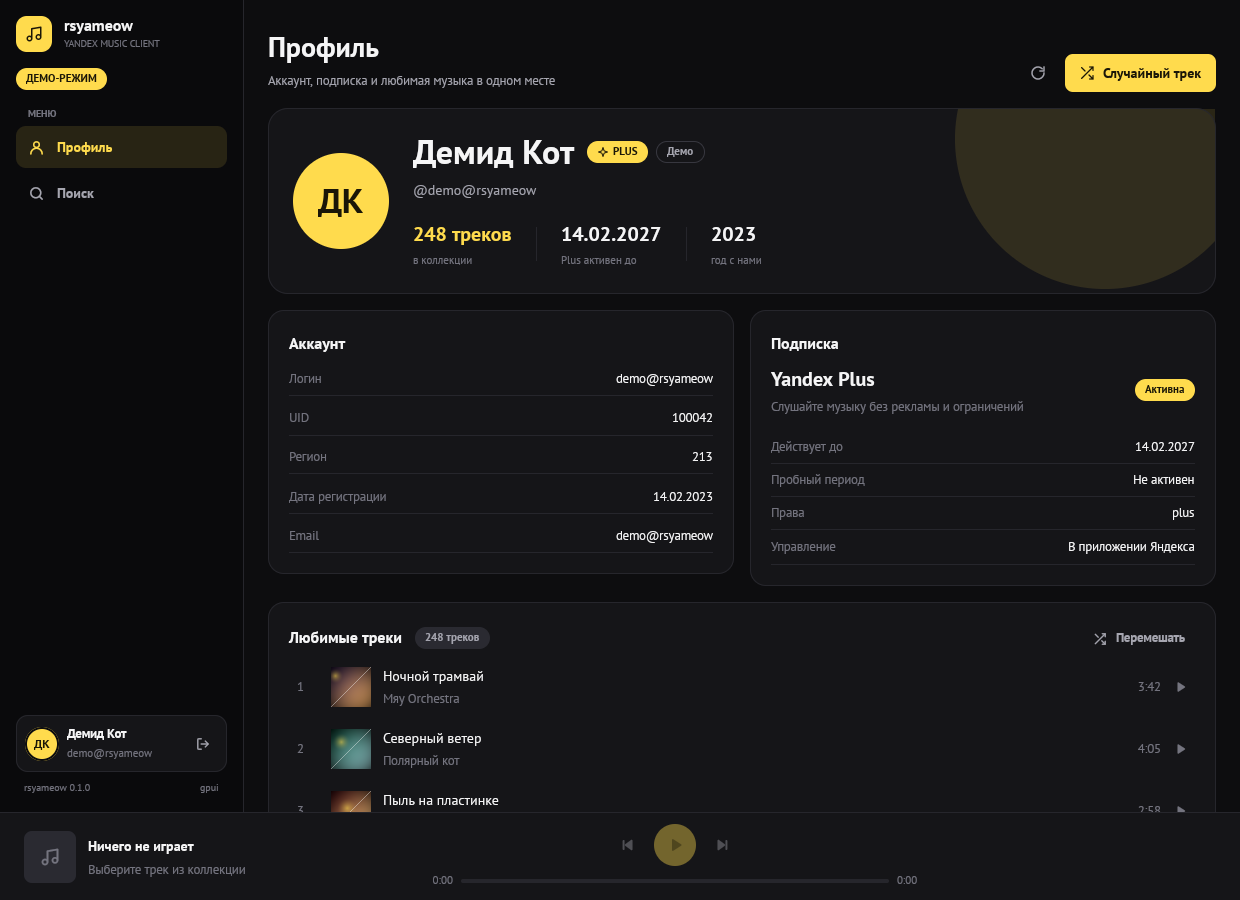 rsyameow
YANDEX MUSIC CLIENT
ДЕМО-РЕЖИМ
МЕНЮ
Профиль
Поиск
Демид Кот
ДК
demo@rsyameow
rsyameow 0.1.0
gpui
Профиль
Аккаунт, подписка и любимая музыка в одном месте
Случайный трек
ДК
Демид Кот
PLUS
Демо
@demo@rsyameow
248 треков
14.02.2027
2023
в коллекции
Plus активен до
год с нами
Аккаунт
Логин
demo@rsyameow
UID
100042
Регион
213
Дата регистрации
14.02.2023
Email
demo@rsyameow
Подписка
Yandex Plus
Активна
Слушайте музыку без рекламы и ограничений
Действует до
14.02.2027
Пробный период
Не активен
Права
plus
Управление
В приложении Яндекса
Любимые треки
248 треков
Перемешать
1
Ночной трамвай
Мяу Orchestra
3:42
2
Северный ветер
Полярный кот
4:05
3
Пыль на пластинке
2:58
Ничего не играет
Выберите трек из коллекции
0:00
0:00